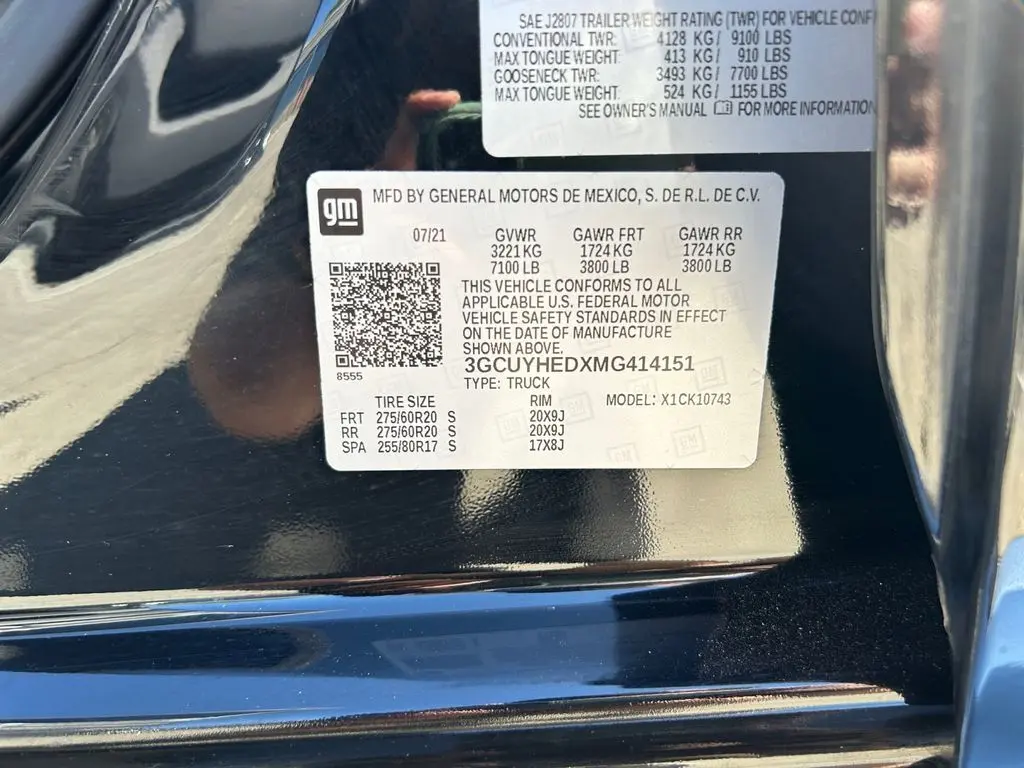 SAE J2807 TRAILER WEIGHT RATING (TWR) FOR VEHICLE CONF
CONVENTIONAL TWR: 4128 KG/ 9100 LBS
MAX TONGUE WEIGHT: 413 KG/ 910 LBS
GOOSENECK TWR: 3493 KG/ 7700 LBS
MAX TONGUE WEIGHT: 524 KG/ 1155 LBS
SEE OWNER'S MANUAL FOR MORE INFORMATION
gm MFD BY GENERAL MOTORS DE MEXICO, S. DE R.L. DE C.V.
07/21 GVWR GAWR FRT GAWR RR
3221 KG 1724 KG 1724 KG
7100 LB 3800 LB 3800 LB
THIS VEHICLE CONFORMS TO ALL
APPLICABLE U.S. FEDERAL MOTOR
VEHICLE SAFETY STANDARDS IN EFFECT
ON THE DATE OF MANUFACTURE
SHOWN ABOVE.
3GCUYHEDXMG414151
8555
TYPE: TRUCK
TIRE SIZE RIM MODEL: X1CK10743
FRT 275/60R20 S 20X9J
RR 275/60R20 S 20X9J
SPA 255/80R17 S 17X8J